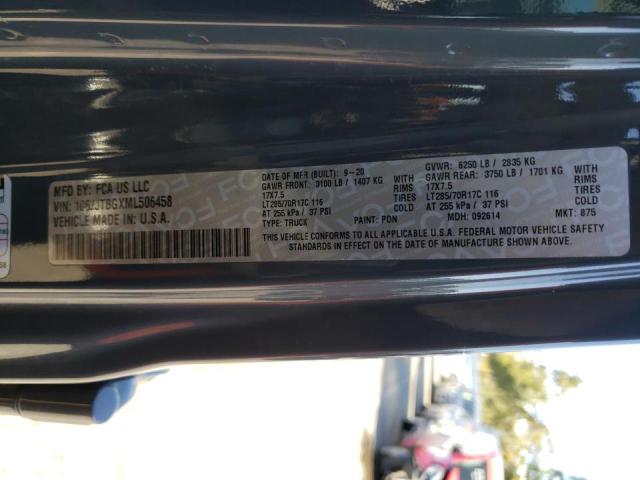 MFD BY: FCA US LLC
VEHICLE MADE IN U.S.A.
DATE OF MFR (BUILT): 9-20
GAWR FRONT: 3100 LB / 1407 KG WITH
17X7.5 RIMS
LT285/70R17C 116 TIRES
AT 255 kPa / 37 PSI
TYPE: TRUCK PAINT: PDN
GVWR: 6250 LB / 2835 KG
GAWR REAR: 3750 LB / 1701 KG WITH
17X7.5 RIMS
LT285/70R17C 116 TIRES
AT 255 kPa / 37 PSI
MDH: 092614 MKT: 875
THIS VEHICLE CONFORMS TO ALL APPLICABLE U.S.A. FEDERAL MOTOR VEHICLE SAFETY
STANDARDS IN EFFECT ON THE DATE OF MANUFACTURE SHOWN ABOVE.